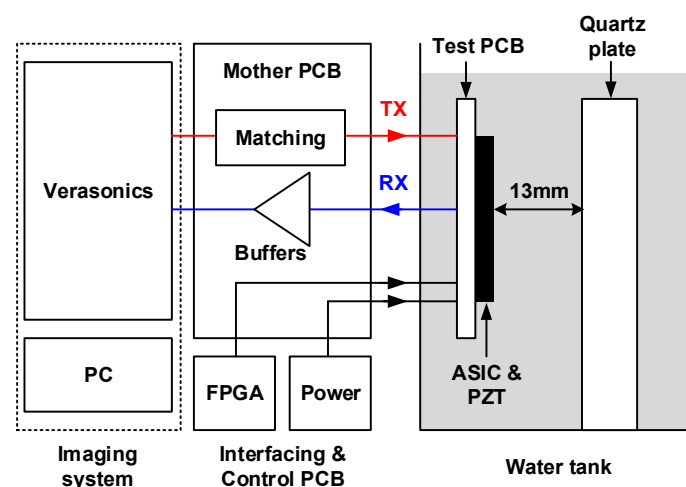 Verasonics
PC
Imaging
system
Mother PCB
Matching
Buffers
FPGA
Power
Interfacing &
Control PCB
TX
RX
Test PCB
Quartz
plate
13mm
ASIC &
PZT
Water tank